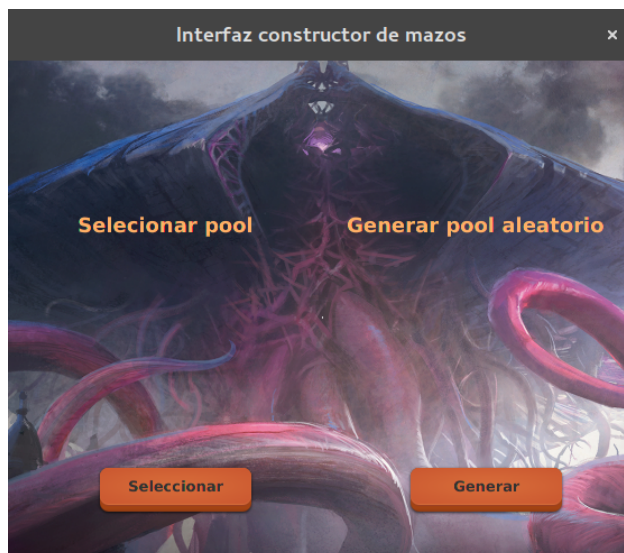 Interfaz constructor de mazos
Selecionar pool
Generar pool aleatorio
Seleccionar
Generar